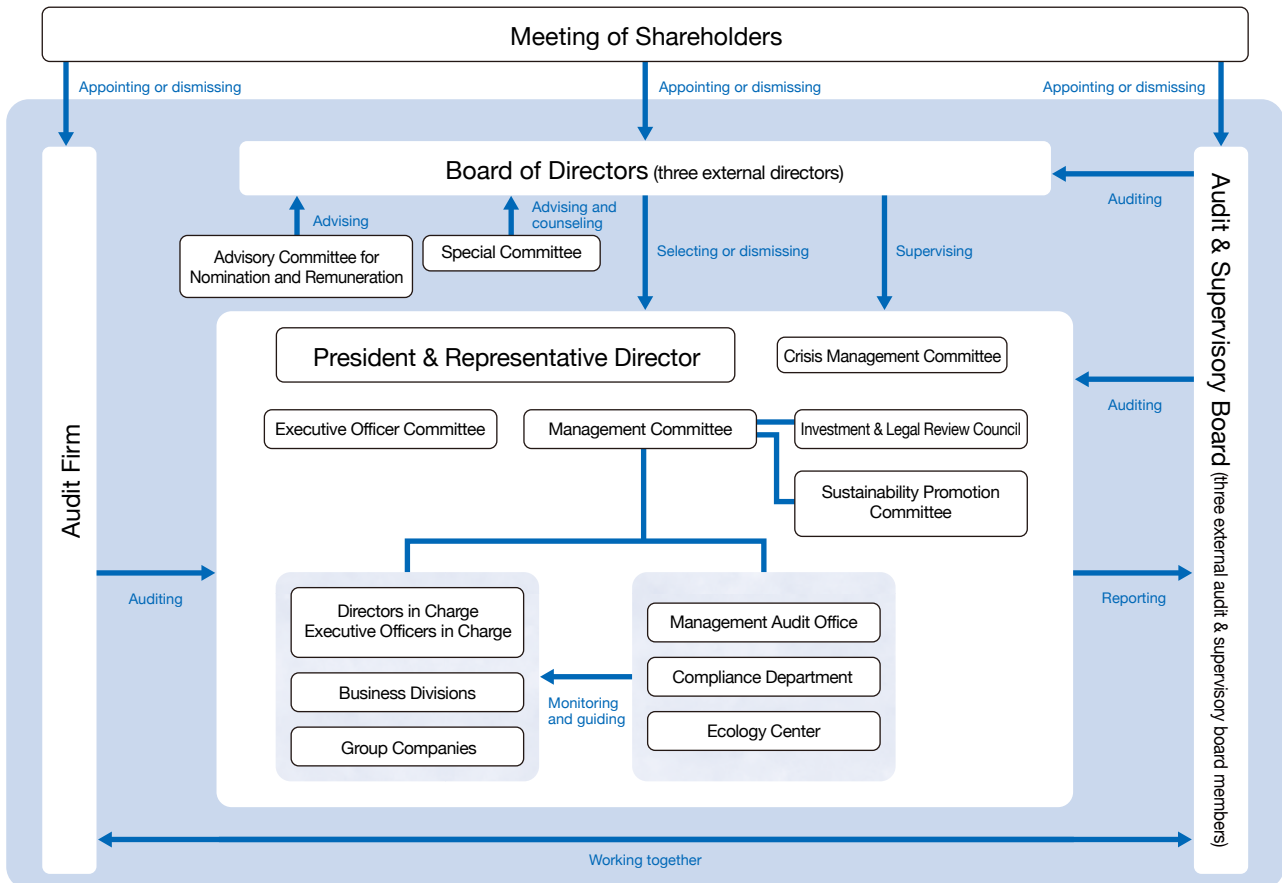 Meeting of Shareholders
Appointing or dismissing
Appointing or dismissing
Appointing or dismissing
Board of Directors (three external directors)
Auditing
Advising
Advising and
counseling
Advisory Committee for
Nomination and Remuneration
Special Committee
Selecting or dismissing
Supervising
President & Representative Director
Crisis Management Committee
Auditing
Executive Officer Committee
Management Committee
Investment & Legal Review Council
Sustainability Promotion
Committee
Audit Firm
Audit & Supervisory Board (three external audit & supervisory board members)
Auditing
Reporting
Directors in Charge
Executive Officers in Charge
Business Divisions
Group Companies
Monitoring
and guiding
Management Audit Office
Compliance Department
Ecology Center
Working together